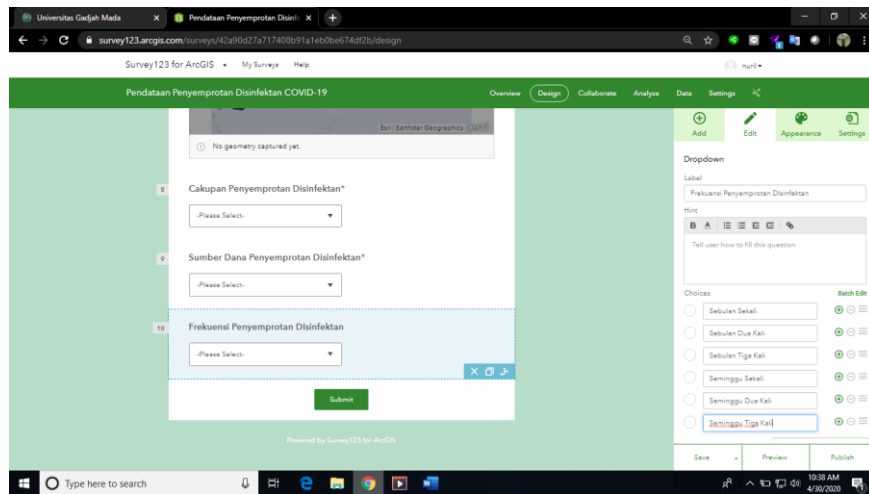 Universitas Gadjah Mada
Pendataan Penyemprotan Disinfe
survey123.arcgis.com/surveys/42a90d27a717408b91a1eb0be674df2b/design
Survey123 for ArcGIS My Surveys Help nuril
Pendataan Penyemprotan Disinfektan COVID-19 Overview Design Collaborate Analyze Data Settings
Esri | Earthstar Geographics
No geometry captured yet.
8 Cakupan Penyemprotan Disinfektan*
-Please Select-
9 Sumber Dana Penyemprotan Disinfektan*
-Please Select-
10 Frekuensi Penyemprotan DIsinfektan
-Please Select-
Submit
Powered by Survey123 for ArcGIS
Add Edit Appearance Settings
Dropdown
Label
Frekuensi Penyemprotan DIsinfektan
Hint
B A
Tell user how to fill this question
Choices Batch Edit
Sebulan Sekali
Sebulan Dua Kali
Sebulan Tiga Kali
Seminggu Sekali
Seminggu Dua Kali
Seminggu Tiga Kali
Save Preview Publish
Type here to search
10:38 AM
4/30/2020